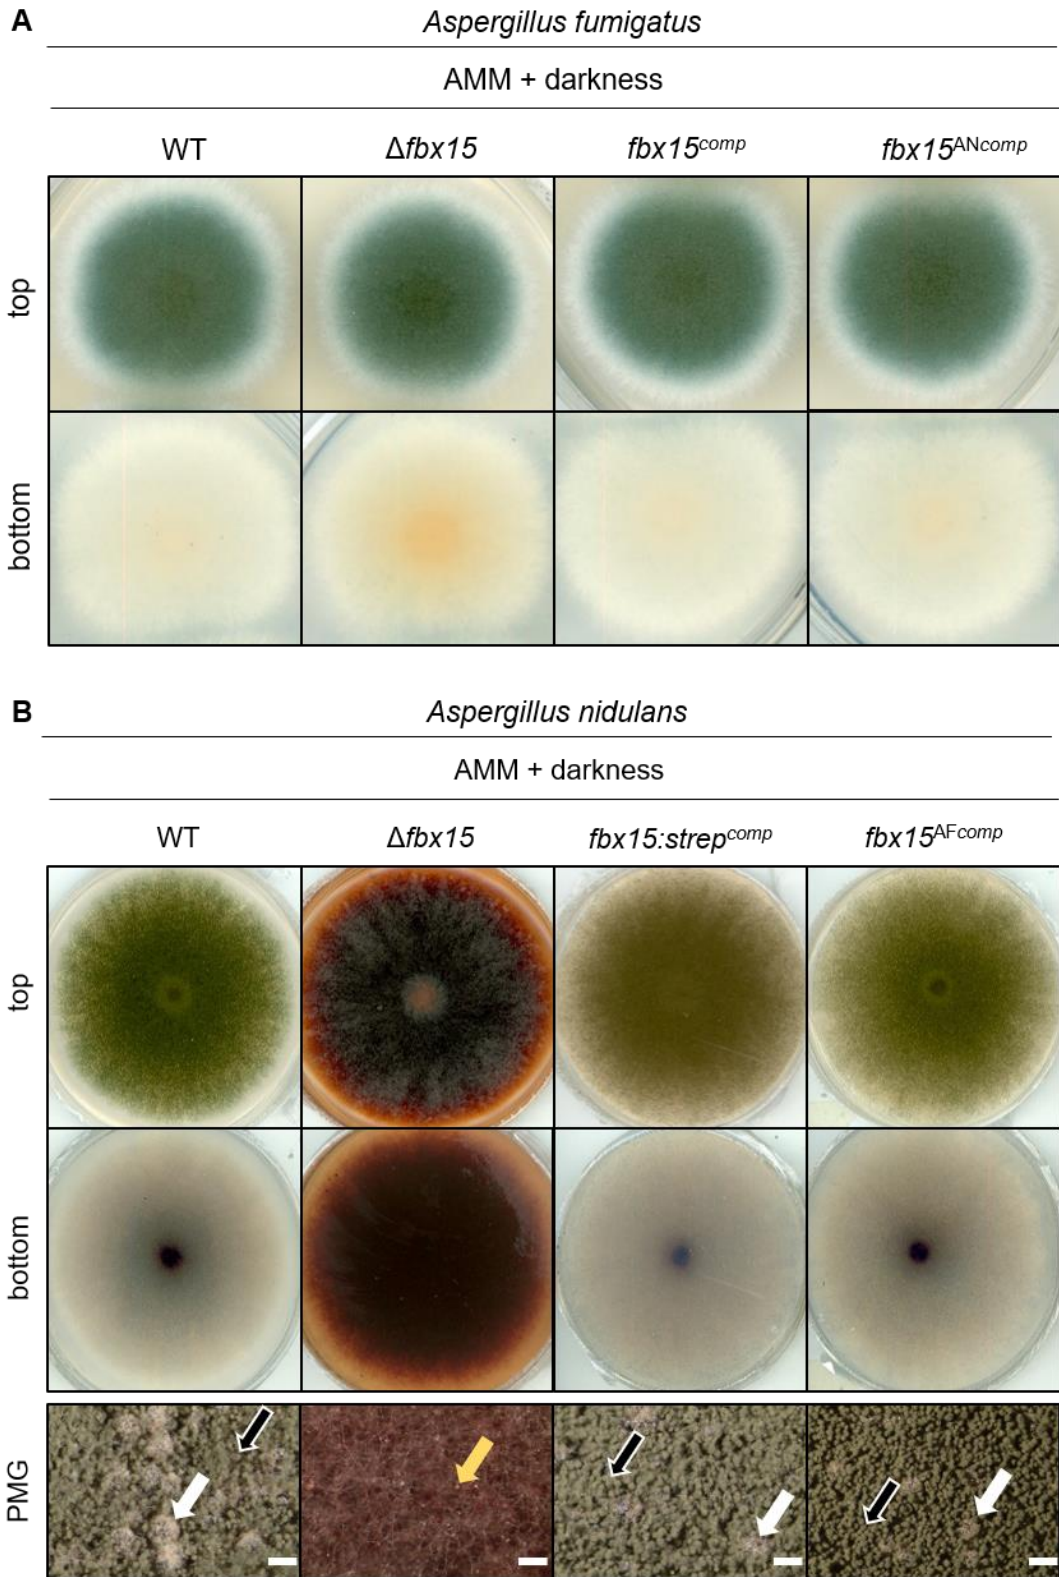 A
Aspergillus fumigatus
AMM + darkness
WT Δfbx15 fbx15comp fbx15ANcomp
top
bottom
B
Aspergillus nidulans
AMM + darkness
WT Δfbx15 fbx15:strepcomp fbx15AFcomp
top
bottom
PMG